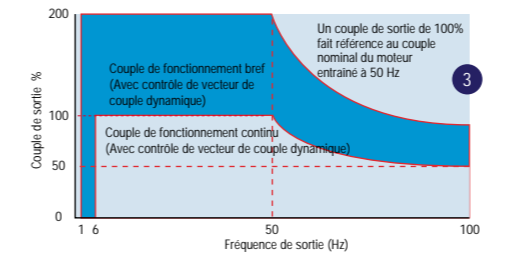 200
Un couple de sortie de 100%
fait référence au couple
nominal du moteur
entrainé à 50 Hz
3
Couple de fonctionnement bref
(Avec contrôle de vecteur de
couple dynamique)
Couple de sortie %
100
Couple de fonctionnement continu
(Avec contrôle de vecteur de couple dynamique)
50
0
1 6 50 100
Fréquence de sortie (Hz)